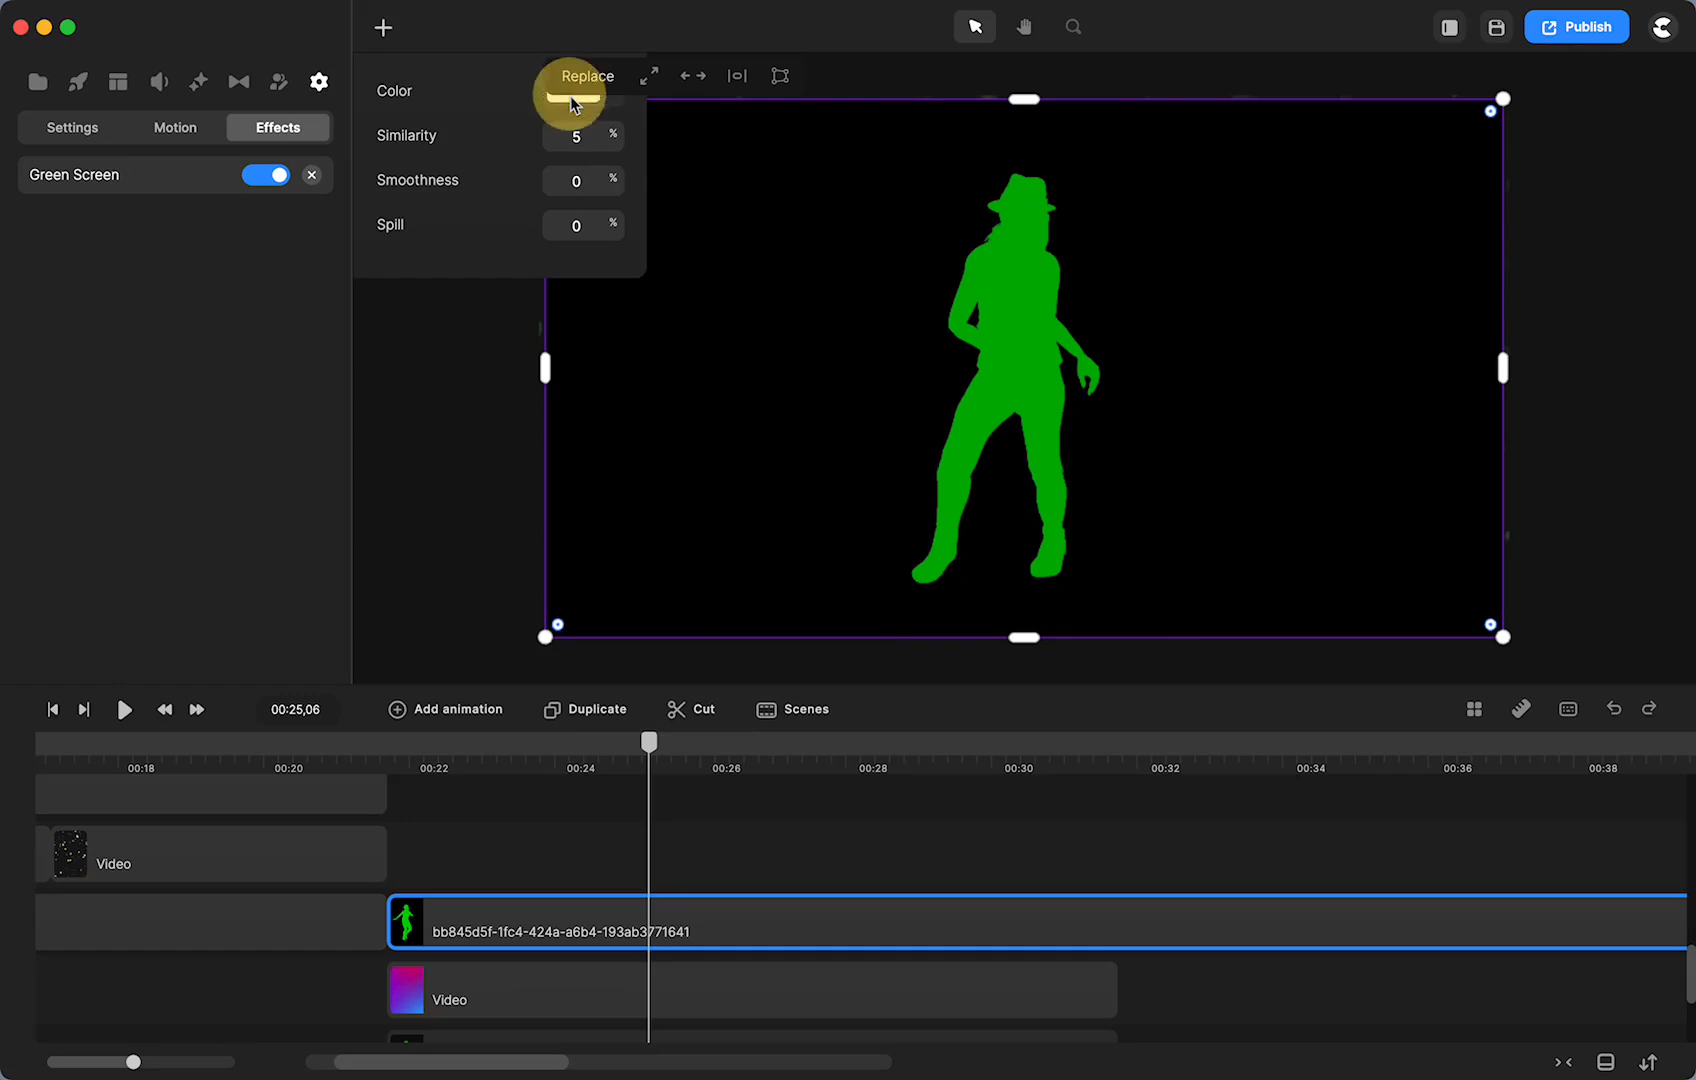 Publish
Replace
Color
Similarity
5 %
Smoothness
0 %
Spill
0 %
Settings
Motion
Effects
Green Screen
00:25,06
Add animation
Duplicate
Cut
Scenes
00:18
00:20
00:22
00:24
00:26
00:28
00:30
00:32
00:34
00:36
00:38
Video
bb845d5f-1fc4-424a-a6b4-193ab3771641
Video